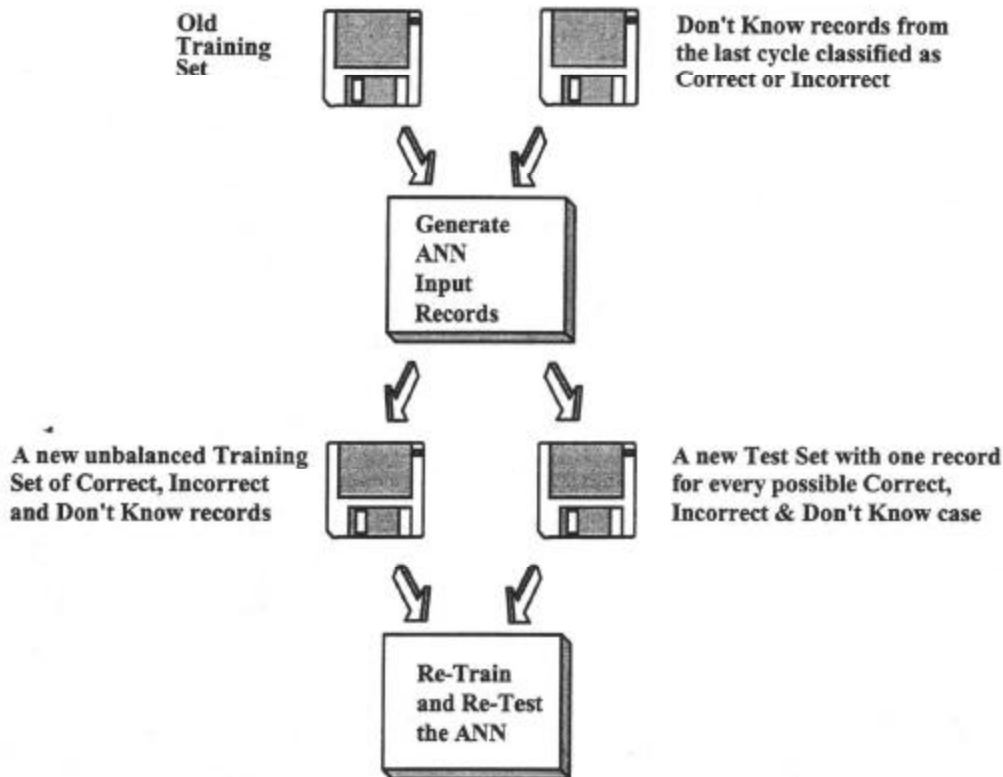 Old
Training
Set
Don't Know records from
the last cycle classified as
Correct or Incorrect
Generate
ANN
Input
Records
A new unbalanced Training
Set of Correct, Incorrect
and Don't Know records
A new Test Set with one record
for every possible Correct,
Incorrect & Don't Know case
Re-Train
and Re-Test
the ANN